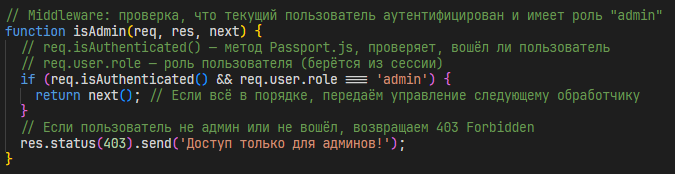 // Middleware: проверка, что текущий пользователь аутентифицирован и имеет роль "admin"
function isAdmin(req, res, next) {
  // req.isAuthenticated() — метод Passport.js, проверяет, вошёл ли пользователь
  // req.user.role — роль пользователя (берётся из сессии)
  if (req.isAuthenticated() && req.user.role === 'admin') {
    return next(); // Если всё в порядке, передаём управление следующему обработчику
  }
  // Если пользователь не админ или не вошёл, возвращаем 403 Forbidden
  res.status(403).send('Доступ только для админов!');
}